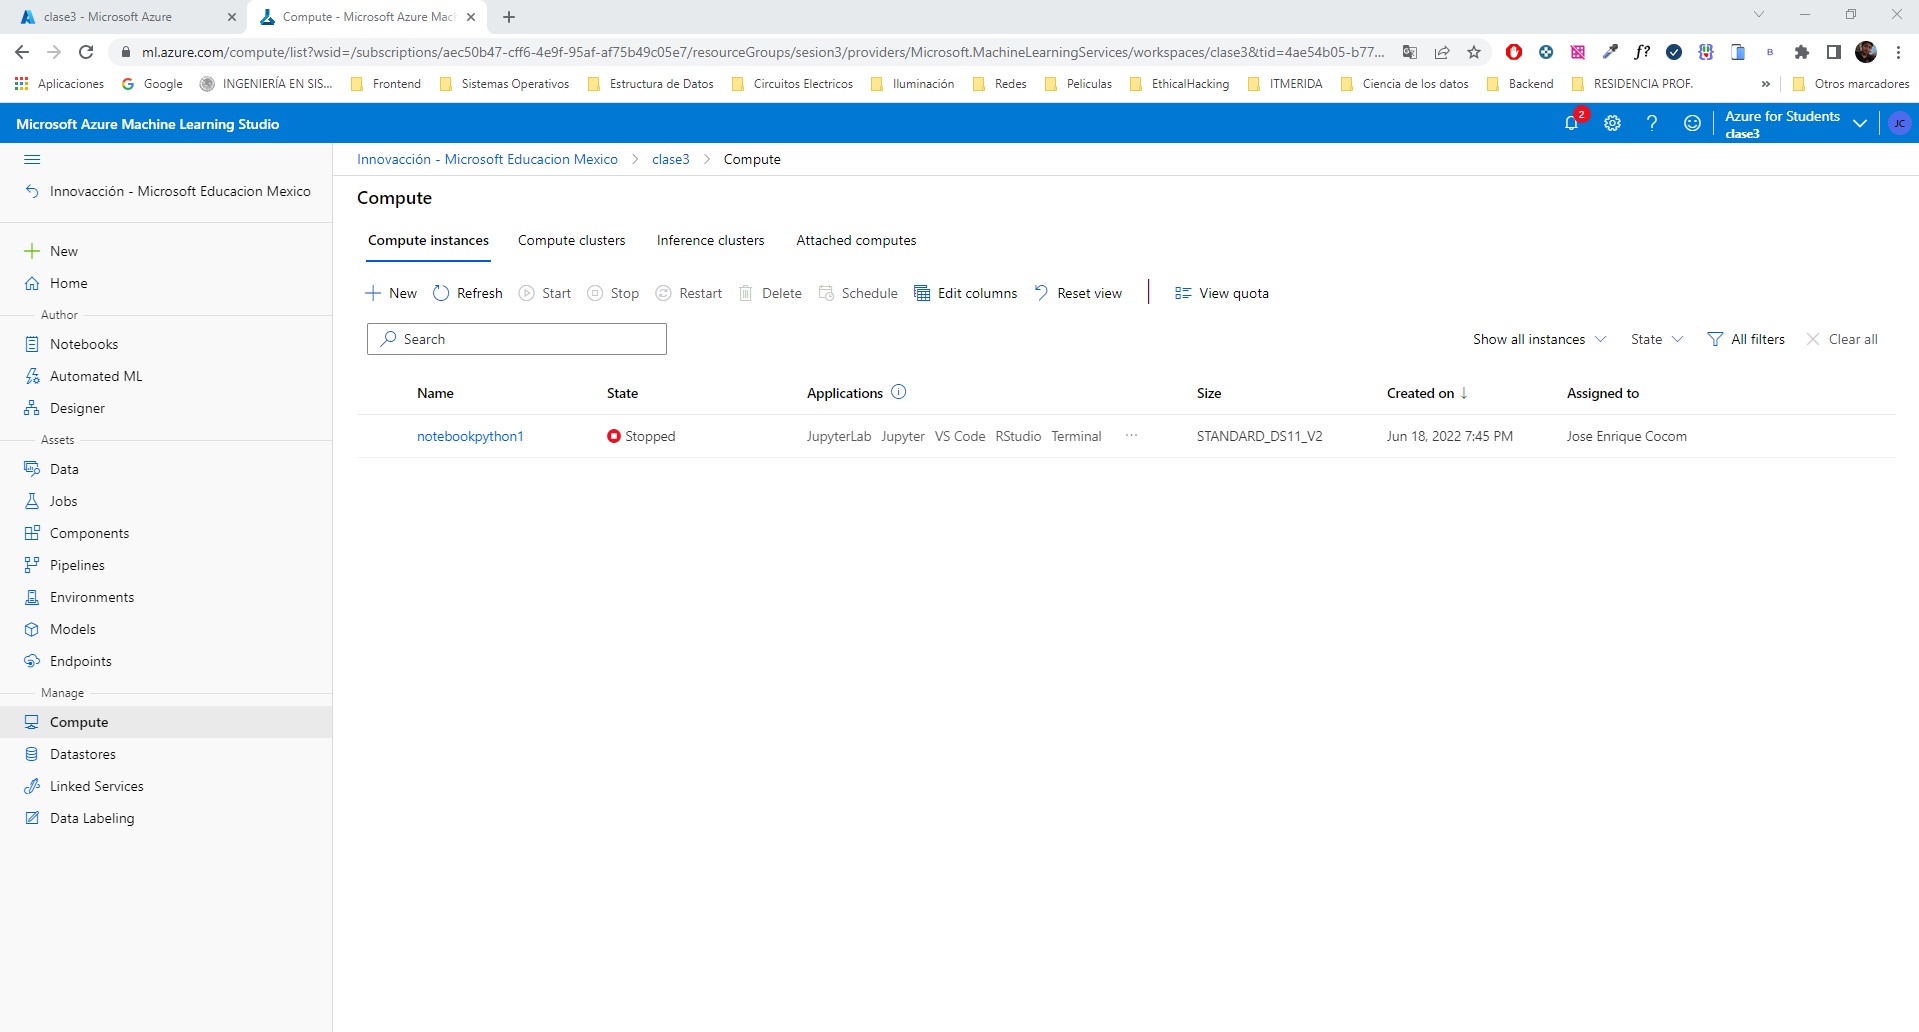 clase3 - Microsoft Azure
Compute - Microsoft Azure Mac
ml.azure.com/compute/list?wsid=/subscriptions/aec50b47-cff6-4e9f-95af-af75b49c05e7/resourceGroups/sesion3/providers/Microsoft.MachineLearningServices/workspaces/clase3&tid=4ae54b05-b77...
f?
B
Aplicaciones Google INGENIERÍA EN SIS... Frontend Sistemas Operativos Estructura de Datos Circuitos Electricos Iluminación Redes Peliculas EthicalHacking ITMERIDA Ciencia de los datos Backend RESIDENCIA PROF. » Otros marcadores
Microsoft Azure Machine Learning Studio
2
Azure for Students
clase3
JC
Innovacción - Microsoft Educacion Mexico
New
Home
Author
Notebooks
Automated ML
Designer
Assets
Data
Jobs
Components
Pipelines
Environments
Models
Endpoints
Manage
Compute
Datastores
Linked Services
Data Labeling
Innovacción - Microsoft Educacion Mexico > clase3 > Compute
Compute
Compute instances Compute clusters Inference clusters Attached computes
New Refresh Start Stop Restart Delete Schedule Edit columns Reset view View quota
Search
Show all instances State All filters Clear all
Name State Applications Size Created on ↓ Assigned to
notebookpython1 Stopped JupyterLab Jupyter VS Code RStudio Terminal ... STANDARD_DS11_V2 Jun 18, 2022 7:45 PM Jose Enrique Cocom